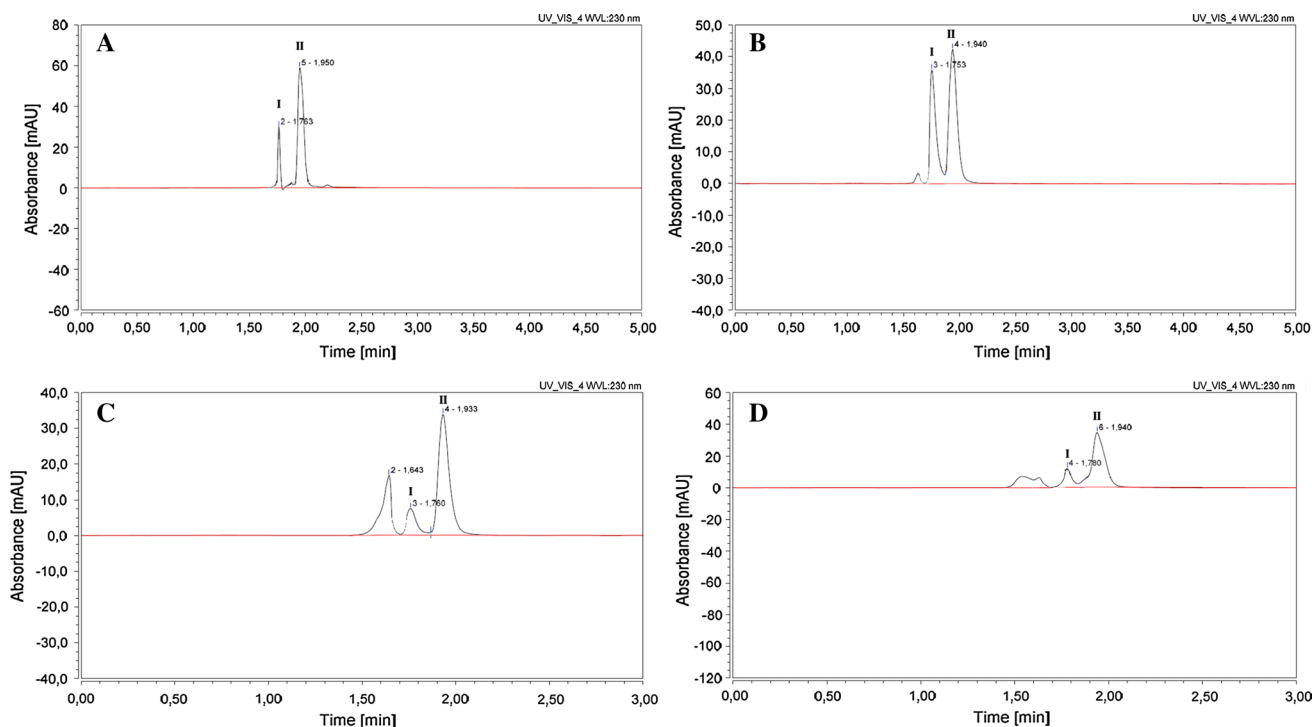 UV_VIS_4 WVL:230 nm
A
II
5 - 1,950
I
2 - 1,763
Absorbance [mAU]
80
60
40
20
0
-20
-40
-60
0,00 0,50 1,00 1,50 2,00 2,50 3,00 3,50 4,00 4,50 5,00
Time [min]
UV_VIS_4 WVL:230 nm
B
II
4 - 1,940
I
3 - 1,753
Absorbance [mAU]
50,0
40,0
30,0
20,0
10,0
0,0
-10,0
-20,0
-30,0
-40,0
0,00 0,50 1,00 1,50 2,00 2,50 3,00 3,50 4,00 4,50 5,00
Time [min]
UV_VIS_4 WVL:230 nm
C
II
4 - 1,933
2 - 1,643
I
3 - 1,760
Absorbance [mAU]
40,0
30,0
20,0
10,0
0,0
-10,0
-20,0
-30,0
-40,0
0,00 0,50 1,00 1,50 2,00 2,50 3,00
Time [min]
UV_VIS_4 WVL:230 nm
D
II
6 - 1,940
I
4 - 1,780
Absorbance [mAU]
60
40
20
0
-20
-40
-60
-80
-100
-120
0,00 0,50 1,00 1,50 2,00 2,50 3,00
Time [min]